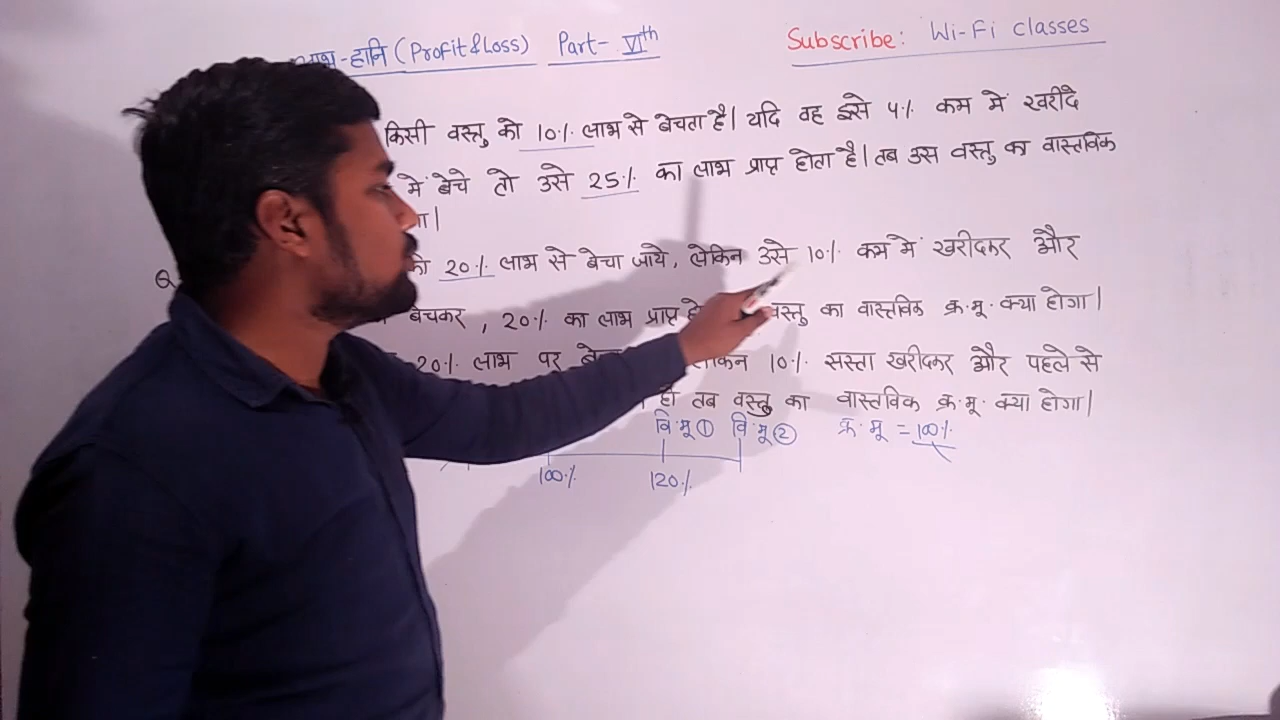 लाभ-हानि (Profit & Loss) Part- VIth
Subscribe: Wi-Fi classes
किसी वस्तु को 10% लाभ से बेचता है। यदि वह इसे 4% कम में खरीदे
में बेचे तो उसे 25% का लाभ प्राप्त होता है। तब उस वस्तु का वास्तविक
गा।
Q
को 20% लाभ से बेचा जाये, लेकिन उसे 10% कम में खरीदकर और
बेचकर, 20% का लाभ प्राप्त हो वस्तु का वास्तविक क्र.मू. क्या होगा।
20% लाभ पर 10% सस्ता खरीदकर और पहले से
हो तब वस्तु का वास्तविक क्र.मू. क्या होगा।
वि.मू① वि.मू② क्र.मू = 100%
100% 120%